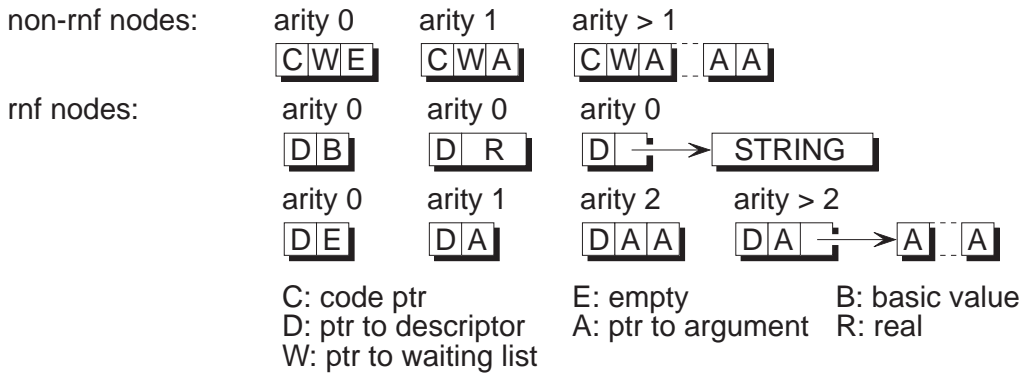 non-rnf nodes: arity 0 arity 1 arity > 1
C W E C W A C W A A A
rnf nodes: arity 0 arity 0 arity 0
D B D R D STRING
arity 0 arity 1 arity 2 arity > 2
D E D A D A A D A A A
C: code ptr E: empty B: basic value
D: ptr to descriptor A: ptr to argument R: real
W: ptr to waiting list